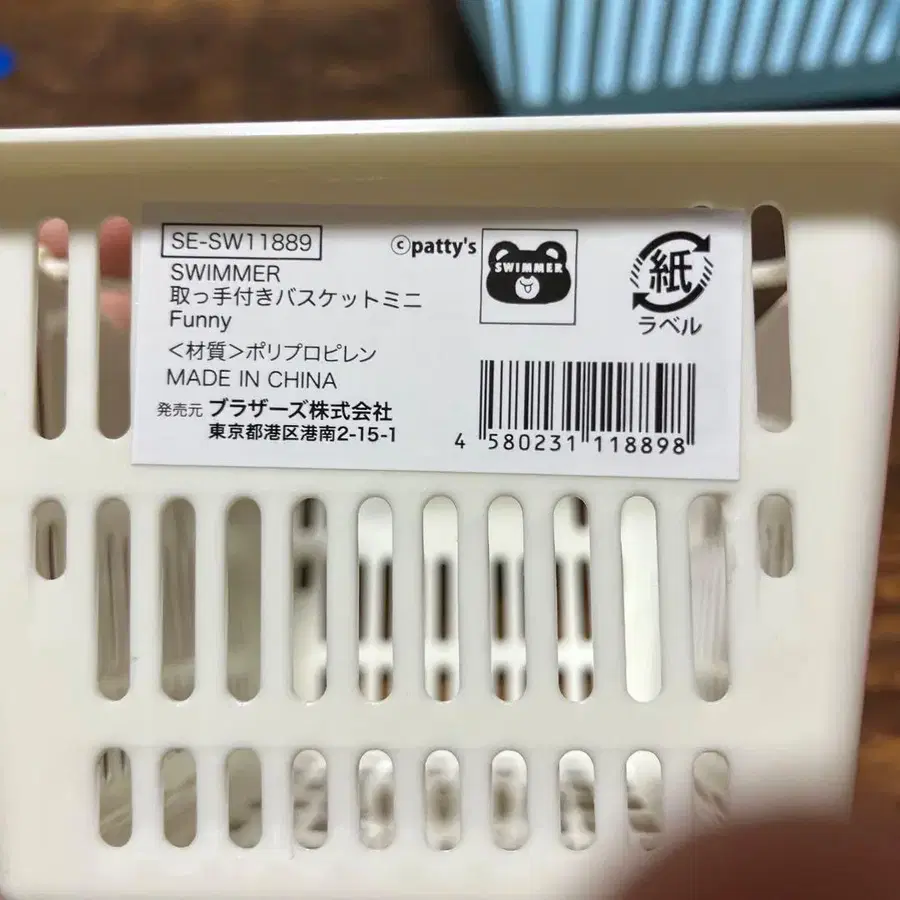 SE-SW11889
SWIMMER
取っ手付きバスケットミニ
Funny
＜材質＞ポリプロピレン
MADE IN CHINA
発売元 ブラザーズ株式会社
東京都港区港南2-15-1
©patty's
SWIMMER
紙
ラベル
4 580231 118898